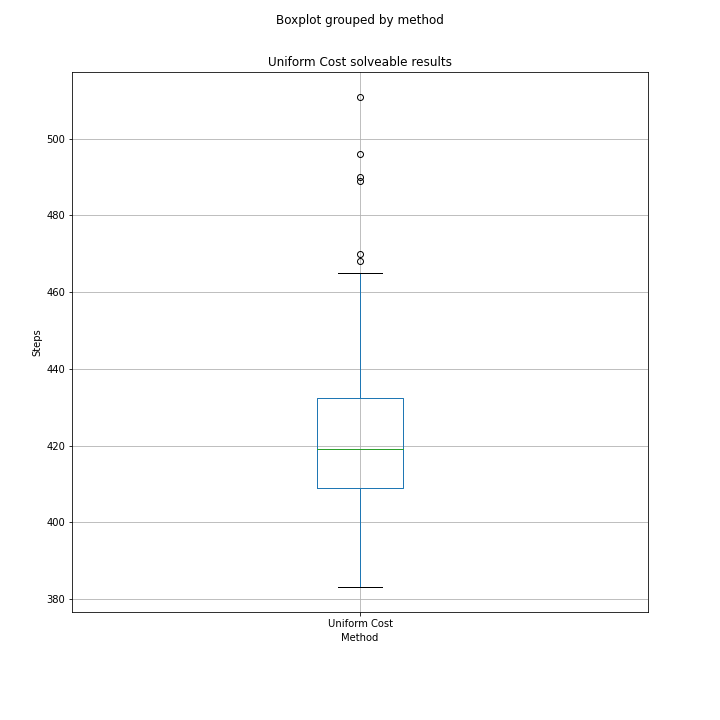 Boxplot grouped by method
Uniform Cost solveable results
500
480
460
440
420
400
380
Steps
Uniform Cost
Method